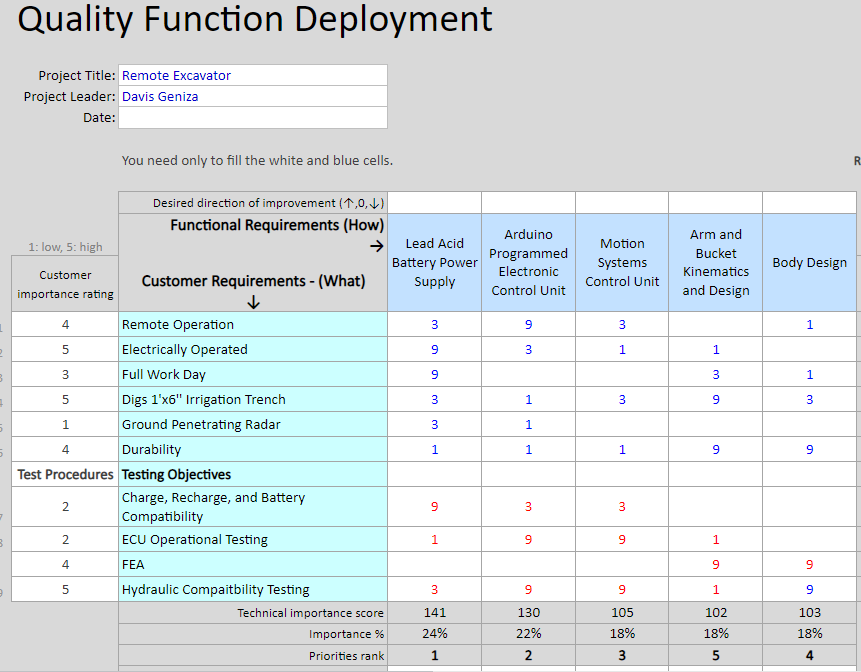 Quality Function Deployment
Project Title: Remote Excavator
Project Leader: Davis Geniza
Date:
You need only to fill the white and blue cells.
R
Desired direction of improvement (↑,0,↓)
1: low, 5: high
Functional Requirements (How)
→
Customer importance rating
Customer Requirements - (What)
↓
Lead Acid Battery Power Supply
Arduino Programmed Electronic Control Unit
Motion Systems Control Unit
Arm and Bucket Kinematics and Design
Body Design
4 Remote Operation 3 9 3 1
5 Electrically Operated 9 3 1 1
3 Full Work Day 9 3 1
5 Digs 1'x6" Irrigation Trench 3 1 3 9 3
1 Ground Penetrating Radar 3 1
4 Durability 1 1 1 9 9
Test Procedures Testing Objectives
2 Charge, Recharge, and Battery Compatibility 9 3 3
2 ECU Operational Testing 1 9 9 1
4 FEA 9 9
5 Hydraulic Compaitbility Testing 3 9 9 1 9
Technical importance score 141 130 105 102 103
Importance % 24% 22% 18% 18% 18%
Priorities rank 1 2 3 5 4